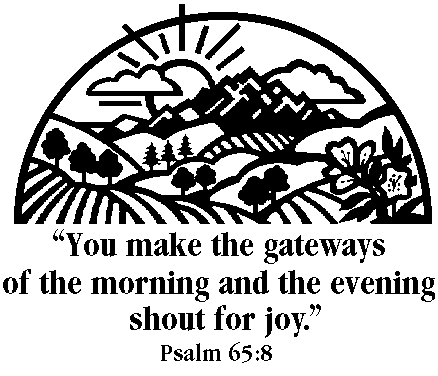 “You make the gateways
of the morning and the evening
shout for joy.”
Psalm 65:8